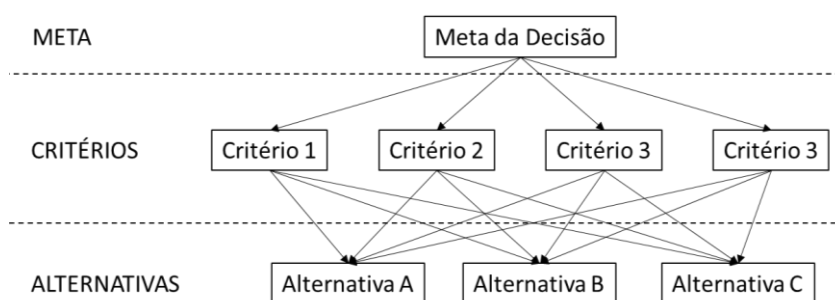 META
Meta da Decisão
CRITÉRIOS
Critério 1
Critério 2
Critério 3
Critério 3
ALTERNATIVAS
Alternativa A
Alternativa B
Alternativa C